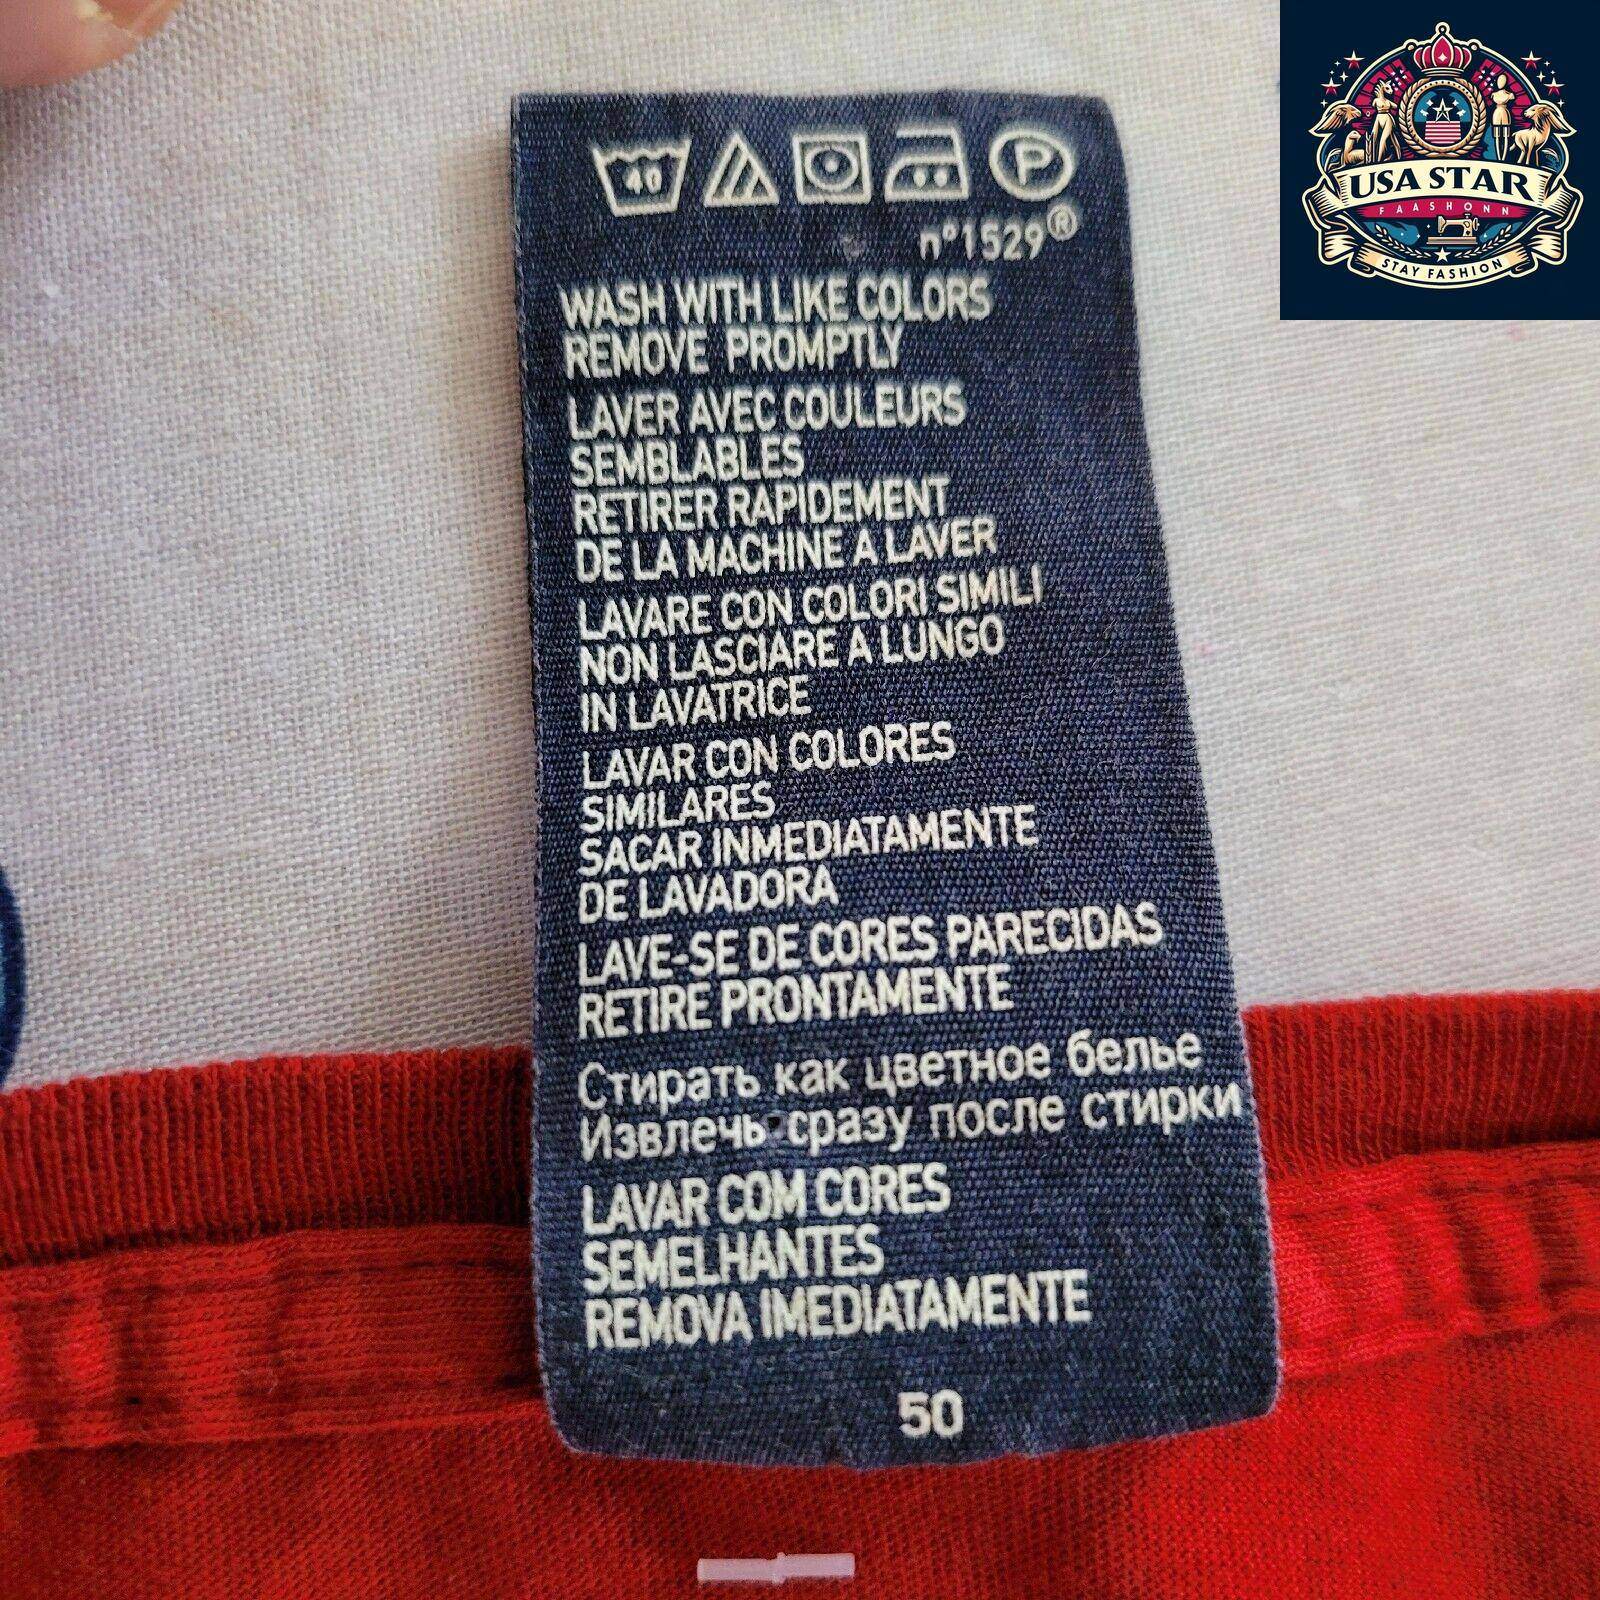 USA STAR
FAASHONN
STAY FASHION
40
P
n°1529®
WASH WITH LIKE COLORS
REMOVE PROMPTLY
LAVER AVEC COULEURS
SEMBLABLES
RETIRER RAPIDEMENT
DE LA MACHINE A LAVER
LAVARE CON COLORI SIMILI
NON LASCIARE A LUNGO
IN LAVATRICE
LAVAR CON COLORES
SIMILARES
SACAR INMEDIATAMENTE
DE LAVADORA
LAVE-SE DE CORES PARECIDAS
RETIRE PRONTAMENTE
Стирать как цветное белье
Извлечь сразу после стирки
LAVAR COM CORES
SEMELHANTES
REMOVA IMEDIATAMENTE
50